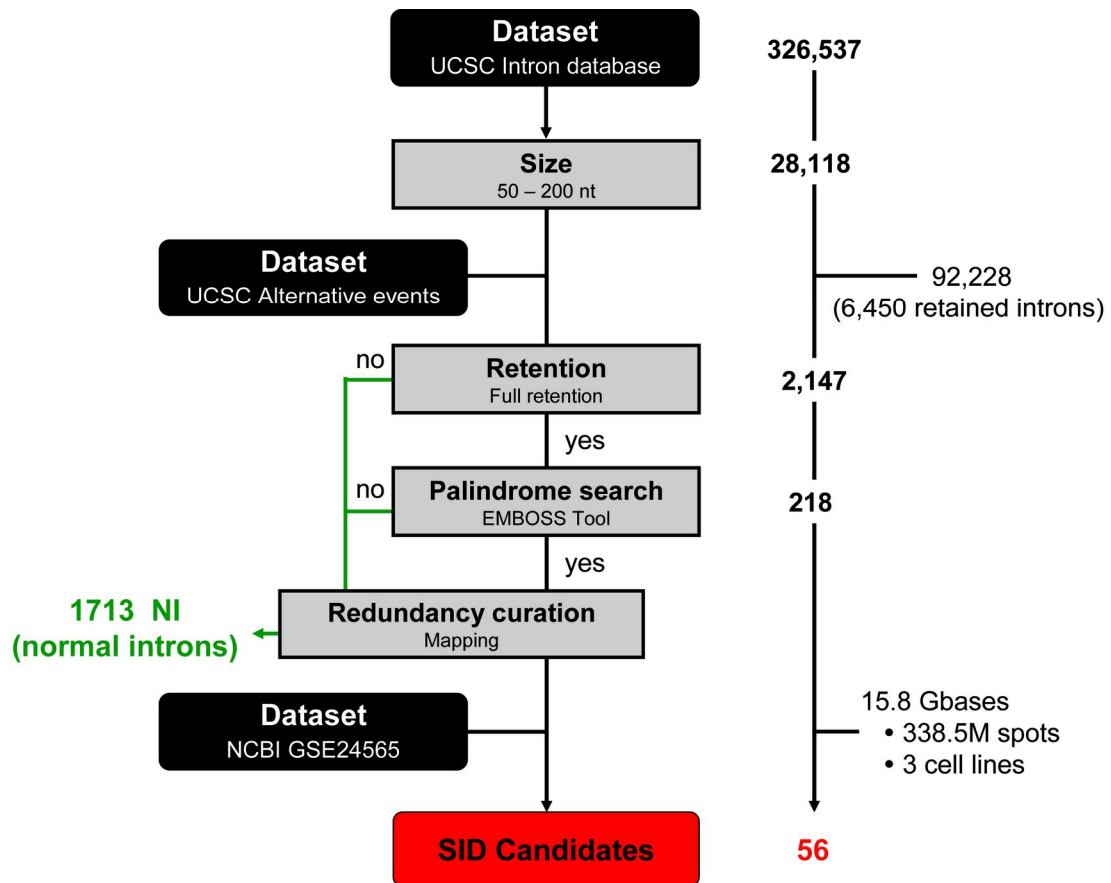 Dataset
UCSC Intron database
326,537
Size
50 – 200 nt
28,118
Dataset
UCSC Alternative events
92,228
(6,450 retained introns)
no
Retention
Full retention
2,147
yes
no
Palindrome search
EMBOSS Tool
218
yes
Redundancy curation
Mapping
1713 NI
(normal introns)
Dataset
NCBI GSE24565
15.8 Gbases
• 338.5M spots
• 3 cell lines
SID Candidates
56